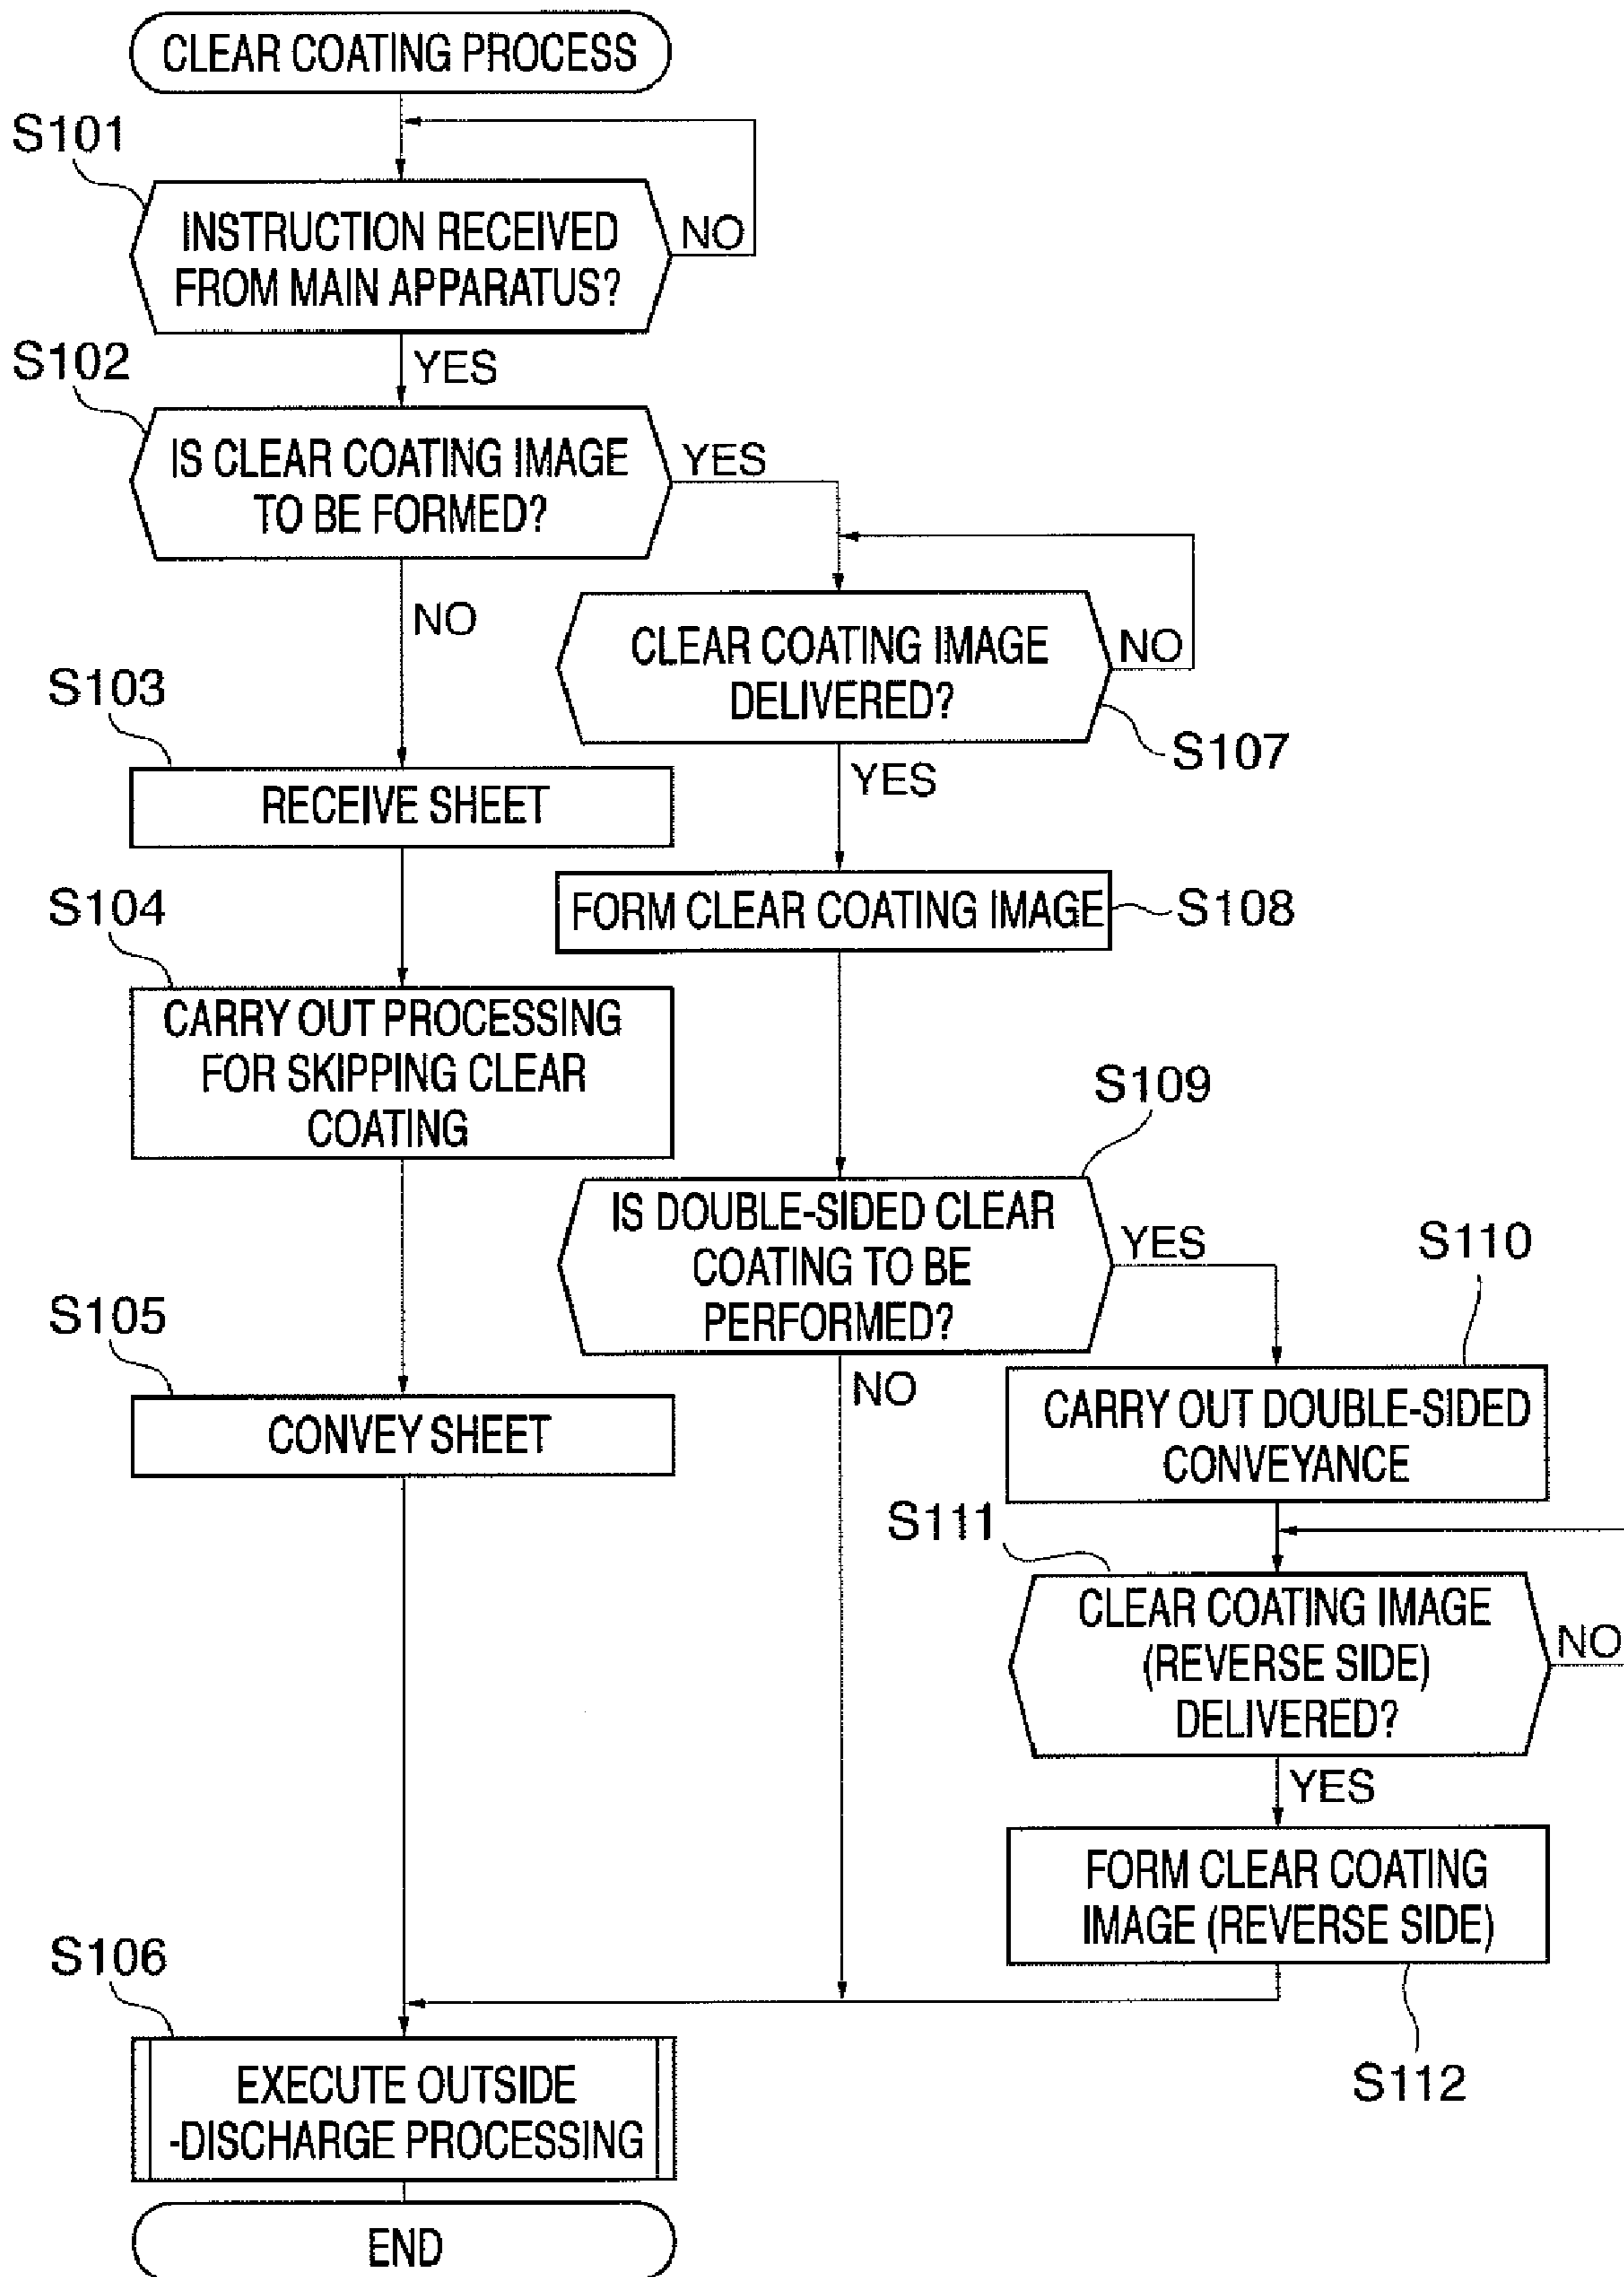 CLEAR COATING PROCESS
S101
INSTRUCTION RECEIVED
FROM MAIN APPARATUS?
NO
YES
S102
IS CLEAR COATING IMAGE
TO BE FORMED?
YES
NO
CLEAR COATING IMAGE
DELIVERED?
NO
S107
YES
S103
RECEIVE SHEET
FORM CLEAR COATING IMAGE
S108
S104
CARRY OUT PROCESSING
FOR SKIPPING CLEAR
COATING
S109
IS DOUBLE-SIDED CLEAR
COATING TO BE
PERFORMED?
YES
NO
S110
CARRY OUT DOUBLE-SIDED
CONVEYANCE
S105
CONVEY SHEET
S111
CLEAR COATING IMAGE
(REVERSE SIDE)
DELIVERED?
NO
YES
FORM CLEAR COATING
IMAGE (REVERSE SIDE)
S112
S106
EXECUTE OUTSIDE
-DISCHARGE PROCESSING
END